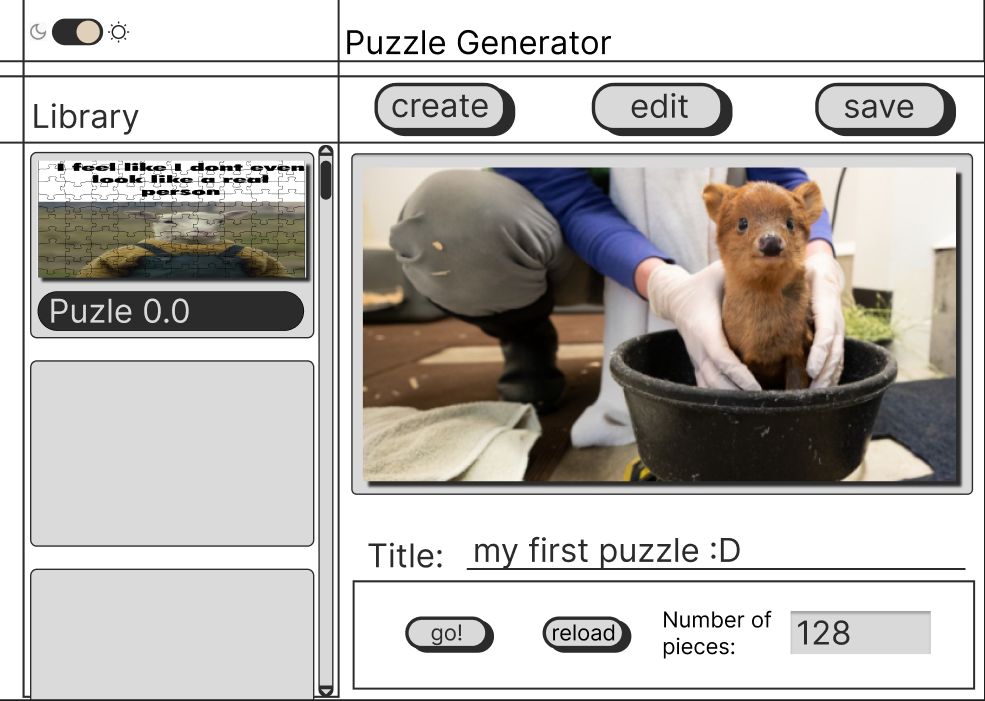 Puzzle Generator
Library
create
edit
save
I feel like I dont even
look like a real
person
Puzle 0.0
Title: my first puzzle :D
go!
reload
Number of
pieces:
128